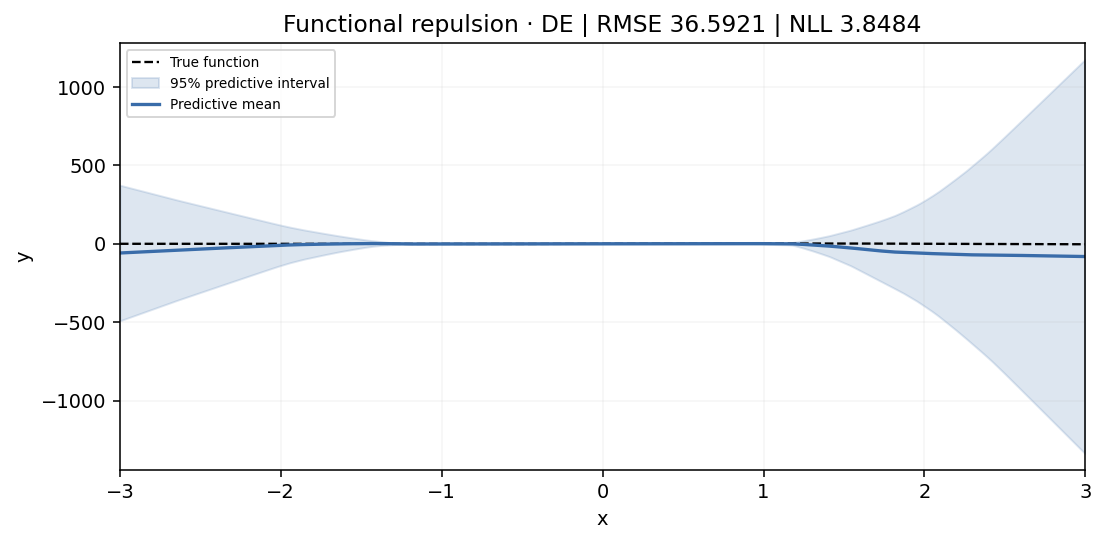 Functional repulsion · DE | RMSE 36.5921 | NLL 3.8484
True function
95% predictive interval
Predictive mean
1000
500
0
−500
−1000
y
−3 −2 −1 0 1 2 3
x